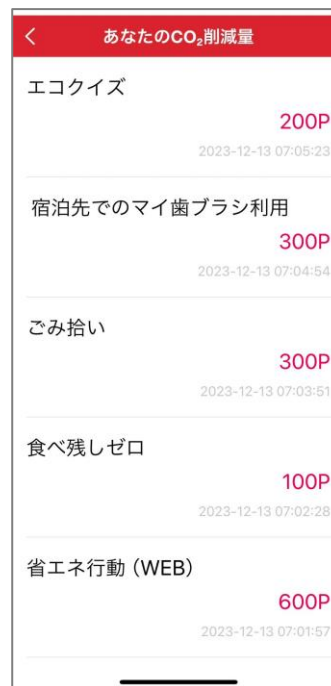 あなたのCO₂削減量
エコクイズ
200P
2023-12-13 07:05:23
宿泊先でのマイ歯ブラシ利用
300P
2023-12-13 07:04:54
ごみ拾い
300P
2023-12-13 07:03:51
食べ残しゼロ
100P
2023-12-13 07:02:28
省エネ行動（WEB）
600P
2023-12-13 07:01:57